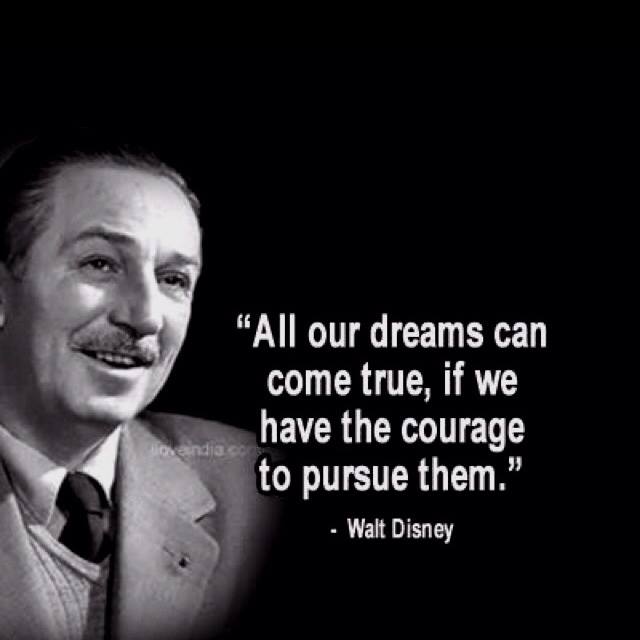 “All our dreams can
come true, if we
have the courage
to pursue them.”
- Walt Disney
iloveindia.com